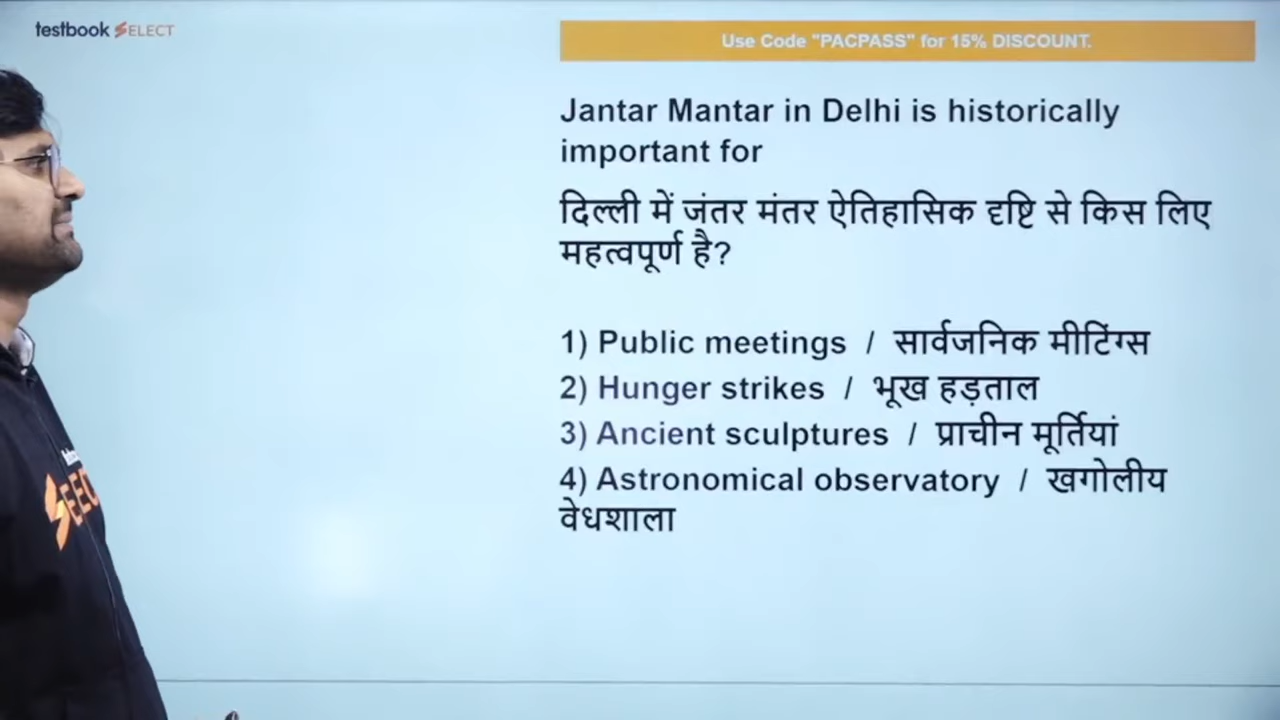 testbook SELECT
Use Code "PACPASS" for 15% DISCOUNT.
Jantar Mantar in Delhi is historically
important for
दिल्ली में जंतर मंतर ऐतिहासिक दृष्टि से किस लिए
महत्वपूर्ण है?
1) Public meetings / सार्वजनिक मीटिंग्स
2) Hunger strikes / भूख हड़ताल
3) Ancient sculptures / प्राचीन मूर्तियां
4) Astronomical observatory / खगोलीय
वेधशाला